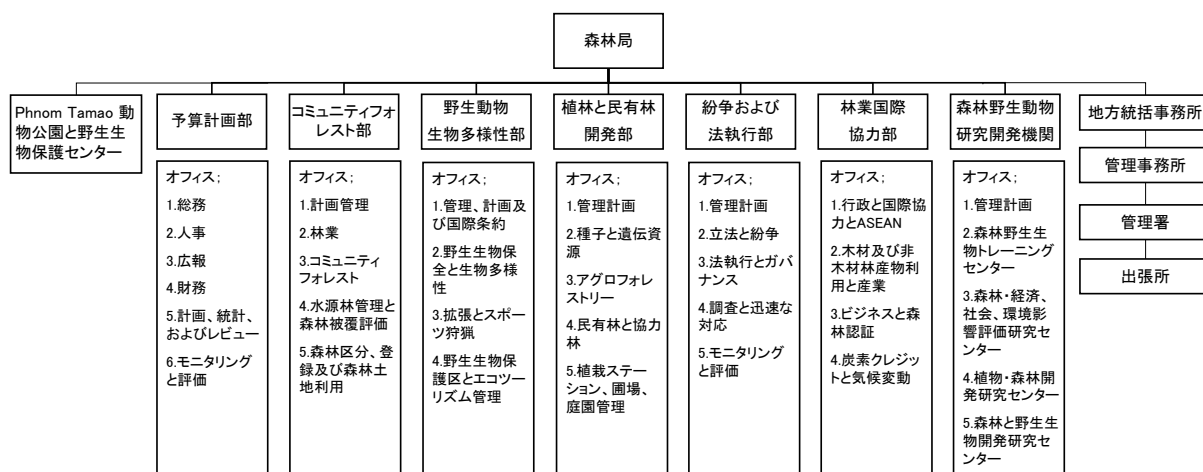 森林局
Phnom Tamao 動
物公園と野生生
物保護センター
予算計画部
コミュニティフォ
レスト部
野生動物
生物多様性部
植林と民有林
開発部
紛争および
法執行部
林業国際
協力部
森林野生動物
研究開発機関
地方統括事務所
管理事務所
管理署
出張所
オフィス;
1.総務
2.人事
3.広報
4.財務
5.計画、統計、
およびレビュー
6.モニタリング
と評価
オフィス;
1.計画管理
2.林業
3.コミュニティ
フォレスト
4.水源林管理と
森林被覆評価
5.森林区分、登
録及び森林土
地利用
オフィス;
1.管理、計画及
び国際条約
2.野生生物保
全と生物多様
性
3.拡張とスポー
ツ狩猟
4.野生生物保
護区とエコツー
リズム管理
オフィス;
1.管理計画
2.種子と遺伝資
源
3.アグロフォレ
ストリー
4.民有林と協力
林
5.植栽ステー
ション、圃場、
庭園管理
オフィス;
1.管理計画
2.立法と紛争
3.法執行とガバ
ナンス
4.調査と迅速な
対応
5.モニタリング
と評価
オフィス;
1.行政と国際協
力とASEAN
2.木材及び非
木材林産物利
用と産業
3.ビジネスと森
林認証
4.炭素クレジッ
トと気候変動
オフィス;
1.管理計画
2.森林野生生
物トレーニング
センター
3.森林・経済、
社会、環境影
響評価研究セ
ンター
4.植物・森林開
発研究センター
5.森林と野生生
物開発研究セ
ンター